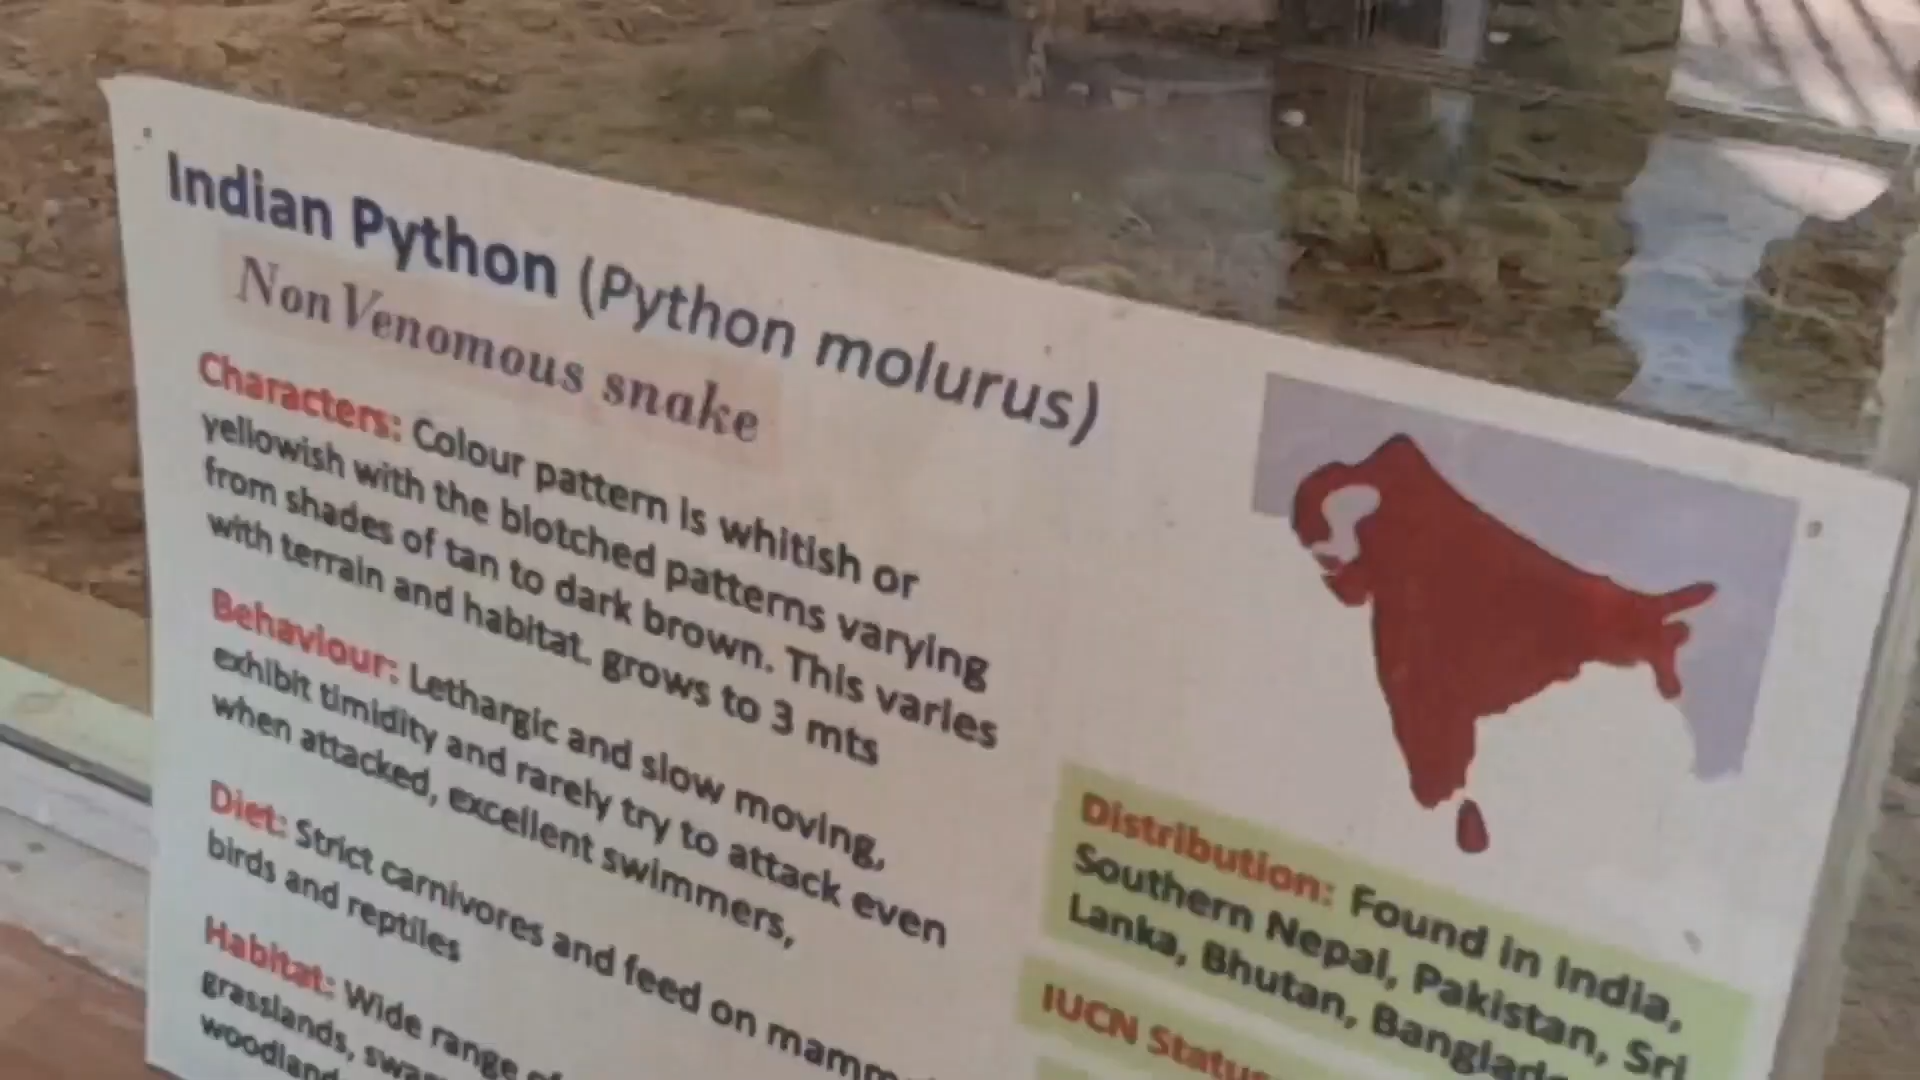 Indian Python (Python molurus)
Non Venomous snake
Characters: Colour pattern is whitish or
yellowish with the blotched patterns varying
from shades of tan to dark brown. This varies
with terrain and habitat. grows to 3 mts
Behaviour: Lethargic and slow moving,
exhibit timidity and rarely try to attack even
when attacked, excellent swimmers,
Diet: Strict carnivores and feed on
birds and reptiles
Habitat: Wide range of
grasslands,
Distribution: Found in India,
Southern Nepal, Pakistan, Sri
Lanka, Bhutan,
IUCN Status